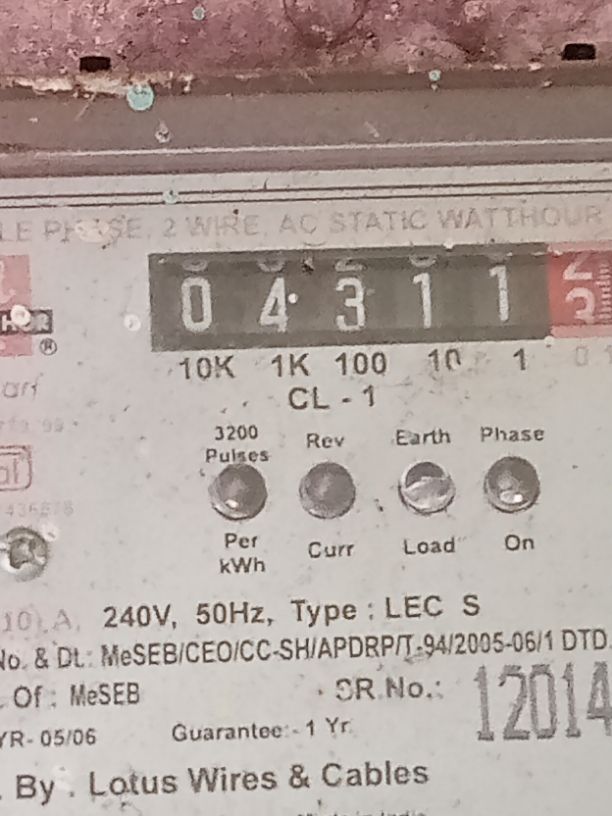 LE PHASE, 2 WIRE, AC STATIC WATTHOUR
0 4 3 1 1
10K 1K 100 10 1 0.1
CL - 1
3200 Pulses Rev Earth Phase
Per kWh Curr Load On
10 A, 240V, 50Hz, Type : LEC S
No. & Dt.: MeSEB/CEO/CC-SH/APDRP/T-94/2005-06/1 DTD.
Of : MeSEB SR.No.: 12014
YR- 05/06 Guarantee:- 1 Yr.
. By . Lotus Wires & Cables